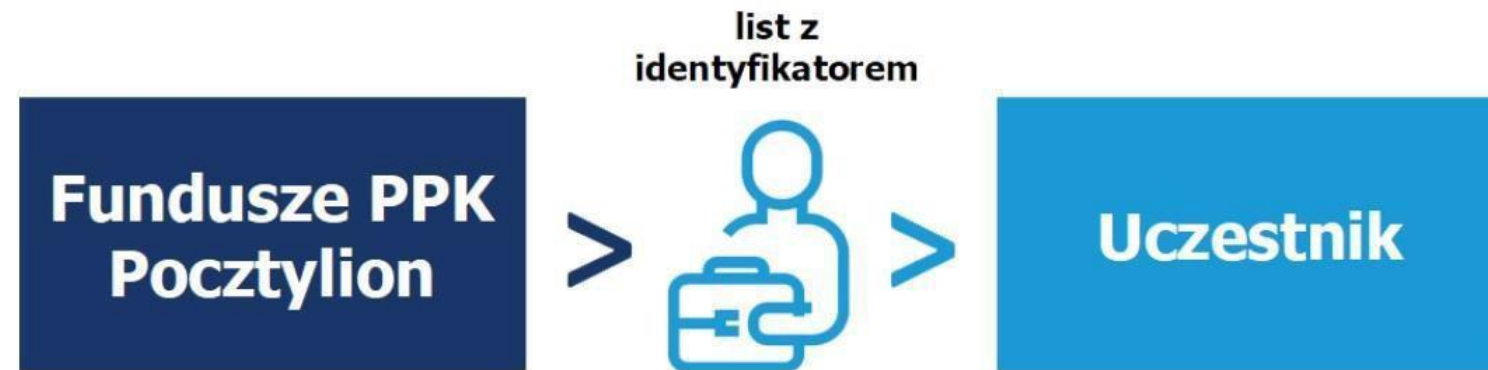 list z
identyfikatorem
Fundusze PPK
Pocztylion
>
>
Uczestnik